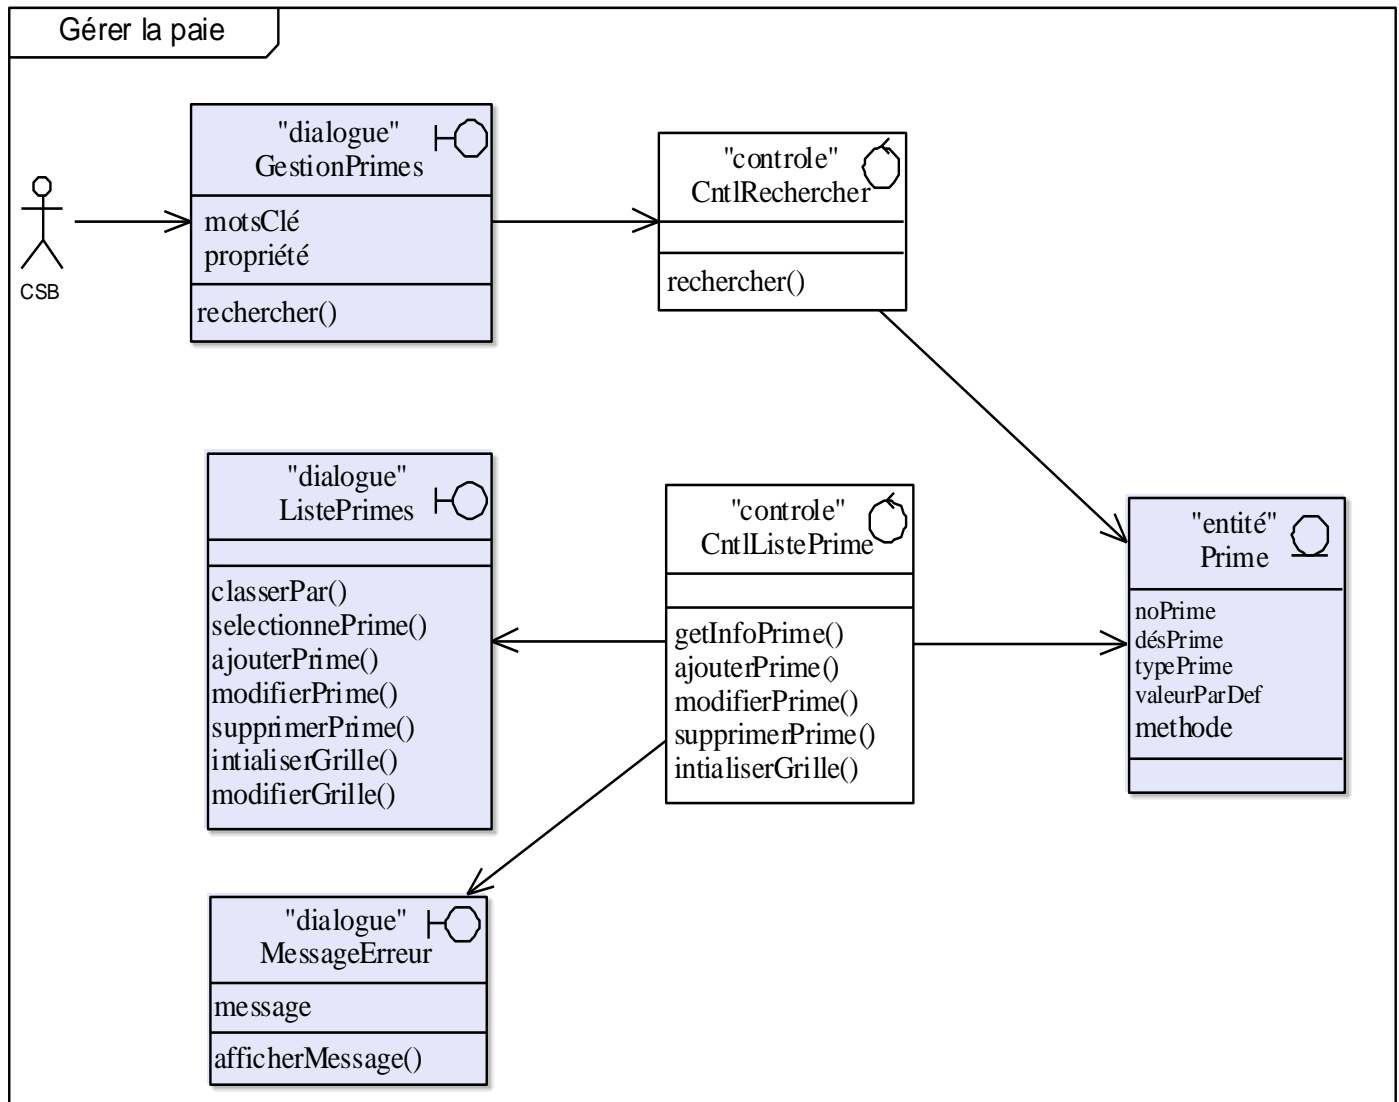 Gérer la paie
"dialogue"
GestionPrimes
motsClé
propriété
rechercher()
"controle"
CntlRechercher
rechercher()
CSB
"dialogue"
ListePrimes
classerPar()
selectionnePrime()
ajouterPrime()
modifierPrime()
supprimerPrime()
intialiserGrille()
modifierGrille()
"controle"
CntlListePrime
getInfoPrime()
ajouterPrime()
modifierPrime()
supprimerPrime()
intialiserGrille()
"entité"
Prime
noPrime
désPrime
typePrime
valeurParDef
methode
"dialogue"
MessageErreur
message
afficherMessage()